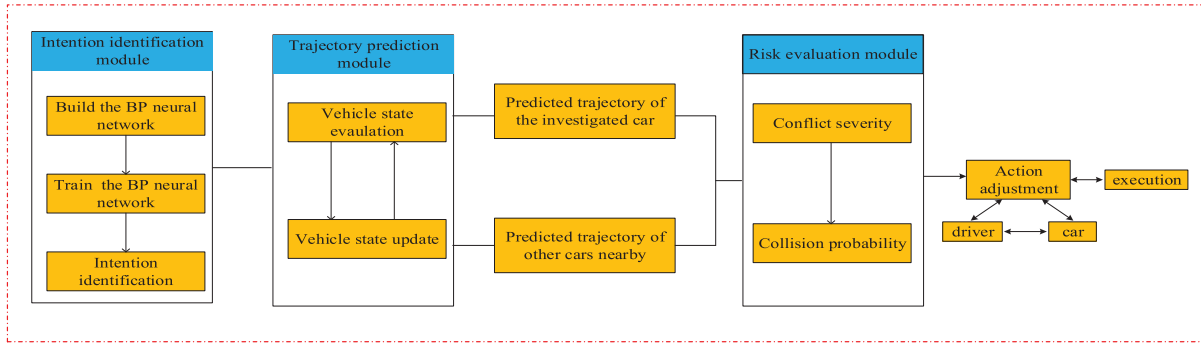 Intention identification
module
Build the BP neural
network
Train the BP neural
network
Intention
identification
Trajectory prediction
module
Vehicle state
evaulation
Vehicle state update
Predicted trajectory of
the investigated car
Predicted trajectory of
other cars nearby
Risk evaluation module
Conflict severity
Collision probability
Action
adjustment
execution
driver
car